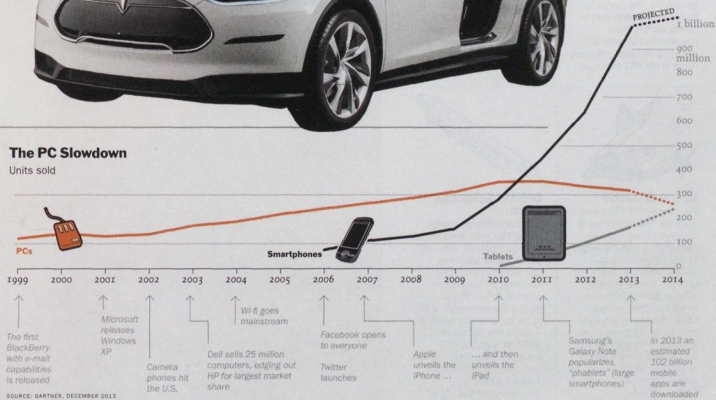 PROJECTED
1 billion
900
million
800
700
600
The PC Slowdown
Units sold
500
400
300
200
100
0
PCs
Smartphones
Tablets
1999 2000 2001 2002 2003 2004 2005 2006 2007 2008 2009 2010 2011 2012 2013 2014
The first
BlackBerry
with e-mail
capabilities
is released
Microsoft
releases
Windows
XP
Camera
phones hit
the U.S.
Dell sells 25 million
computers, edging out
HP for largest market
share
Wi-fi goes
mainstream
Facebook opens
to everyone
Twitter
launches
Apple
unveils the
iPhone ...
... and then
unveils the
iPad
Samsung's
Galaxy Note
popularizes
"phablets" (large
smartphones)
In 2013 an
estimated
102 billion
mobile
apps are
downloaded
SOURCE: GARTNER, DECEMBER 2013